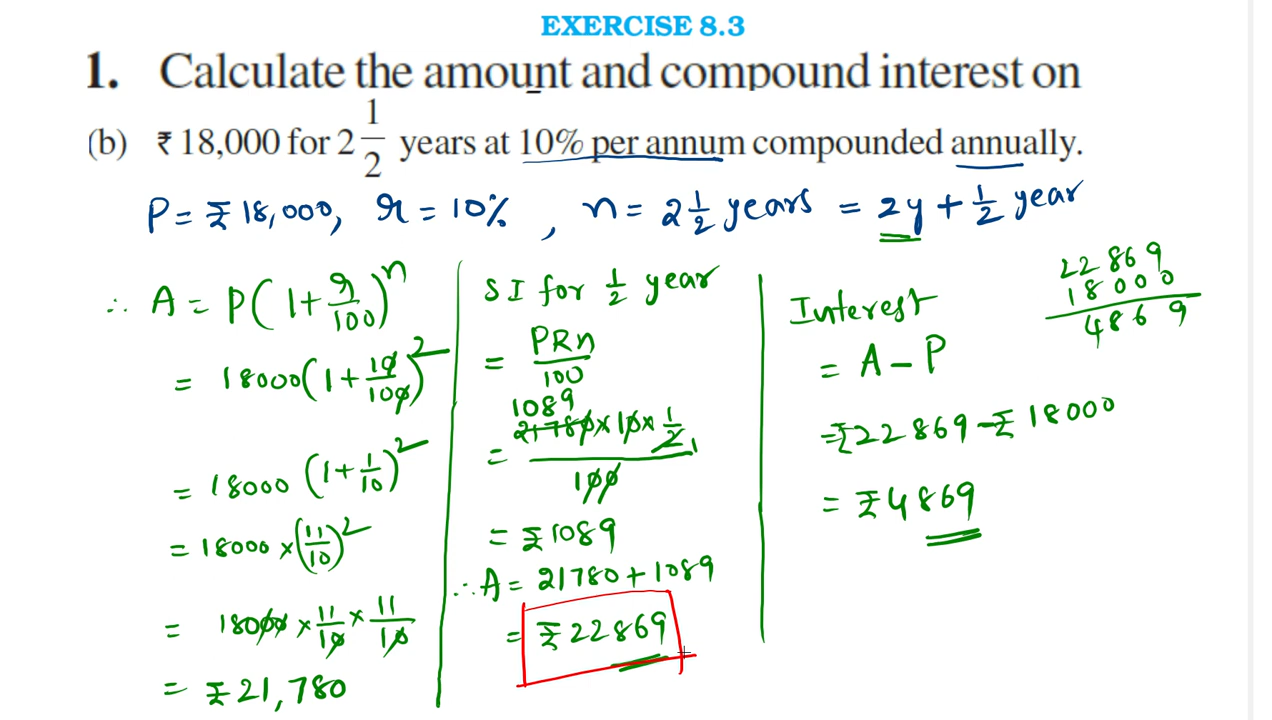 EXERCISE 8.3
1. Calculate the amount and compound interest on
(b) ₹ 18,000 for 2 1/2 years at 10% per annum compounded annually.
P = ₹ 18,000, r = 10%, n = 2 1/2 years = 2y + 1/2 year
∴ A = P(1 + r/100)^n
= 18000(1 + 10/100)^2
= 18000 (1 + 1/10)^2
= 18000 × (11/10)^2
= 18000 × 11/10 × 11/10
= ₹ 21,780
SI for 1/2 year
= PRn/100
1089
= 21780 × 10 × 1/2 1 / 100
= ₹ 1089
∴ A = 21780 + 1089
= ₹ 22869
Interest
= A – P
= ₹ 22869 – ₹ 18000
= ₹ 4869
22869
18000
4869